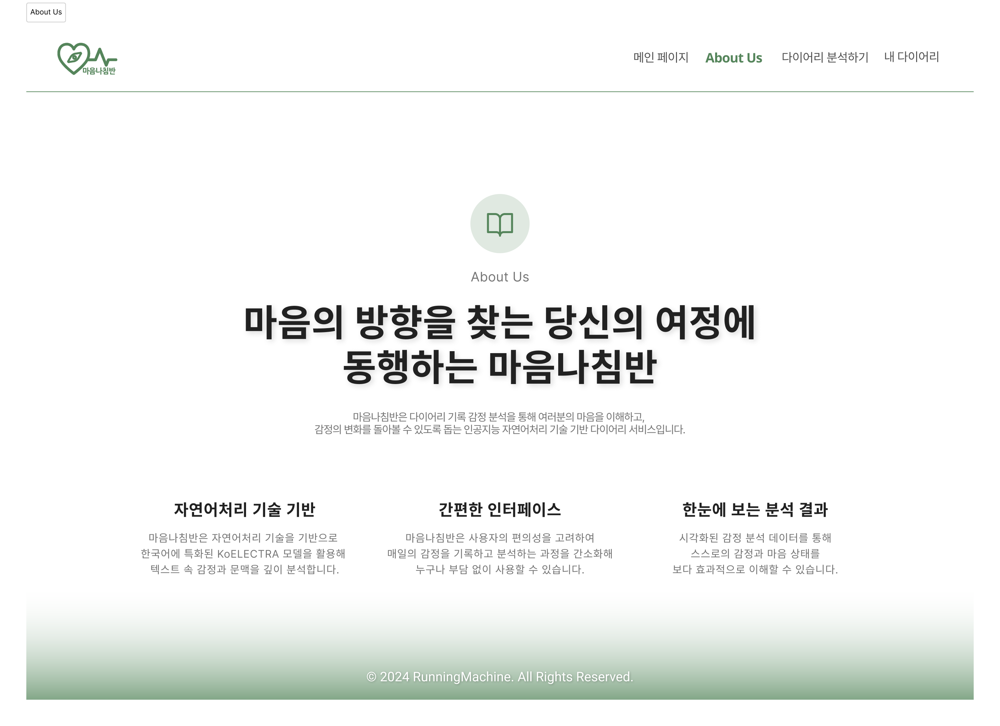 About Us
마음나침반
메인 페이지
About Us
다이어리 분석하기
내 다이어리
About Us
마음의 방향을 찾는 당신의 여정에
동행하는 마음나침반
마음나침반은 다이어리 기록 감정 분석을 통해 여러분의 마음을 이해하고,
감정의 변화를 돌아볼 수 있도록 돕는 인공지능 자연어처리 기술 기반 다이어리 서비스입니다.
자연어처리 기술 기반
마음나침반은 자연어처리 기술을 기반으로
한국어에 특화된 KoELECTRA 모델을 활용해
텍스트 속 감정과 문맥을 깊이 분석합니다.
간편한 인터페이스
마음나침반은 사용자의 편의성을 고려하여
매일의 감정을 기록하고 분석하는 과정을 간소화해
누구나 부담 없이 사용할 수 있습니다.
한눈에 보는 분석 결과
시각화된 감정 분석 데이터를 통해
스스로의 감정과 마음 상태를
보다 효과적으로 이해할 수 있습니다.
© 2024 RunningMachine. All Rights Reserved.